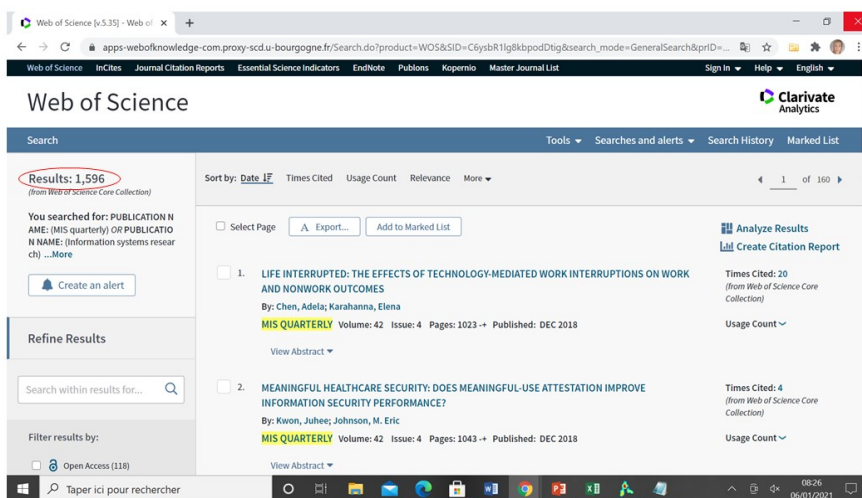 Web of Science [v.5.35] - Web of
apps-webofknowledge-com.proxy-scd.u-bourgogne.fr/Search.do?product=WOS&SID=C6ysbR1lg8kbpodDtig&search_mode=GeneralSearch&prID=...
Web of Science InCites Journal Citation Reports Essential Science Indicators EndNote Publons Kopernio Master Journal List Sign In Help English
Web of Science
Clarivate
Analytics
Search Tools Searches and alerts Search History Marked List
Results: 1,596
(from Web of Science Core Collection)
Sort by: Date Times Cited Usage Count Relevance More
1 of 160
You searched for: PUBLICATION N
AME: (MIS quarterly) OR PUBLICATIO
N NAME: (Information systems resear
ch) ...More
Create an alert
Select Page Export... Add to Marked List
Analyze Results
Create Citation Report
1. LIFE INTERRUPTED: THE EFFECTS OF TECHNOLOGY-MEDIATED WORK INTERRUPTIONS ON WORK
AND NONWORK OUTCOMES
By: Chen, Adela; Karahanna, Elena
MIS QUARTERLY Volume: 42 Issue: 4 Pages: 1023-+ Published: DEC 2018
View Abstract
Times Cited: 20
(from Web of Science Core
Collection)
Usage Count
Refine Results
Search within results for...
Filter results by:
Open Access (118)
2. MEANINGFUL HEALTHCARE SECURITY: DOES MEANINGFUL-USE ATTESTATION IMPROVE
INFORMATION SECURITY PERFORMANCE?
By: Kwon, Juhee; Johnson, M. Eric
MIS QUARTERLY Volume: 42 Issue: 4 Pages: 1043-+ Published: DEC 2018
View Abstract
Times Cited: 4
(from Web of Science Core
Collection)
Usage Count
Taper ici pour rechercher
08:26
06/01/2021